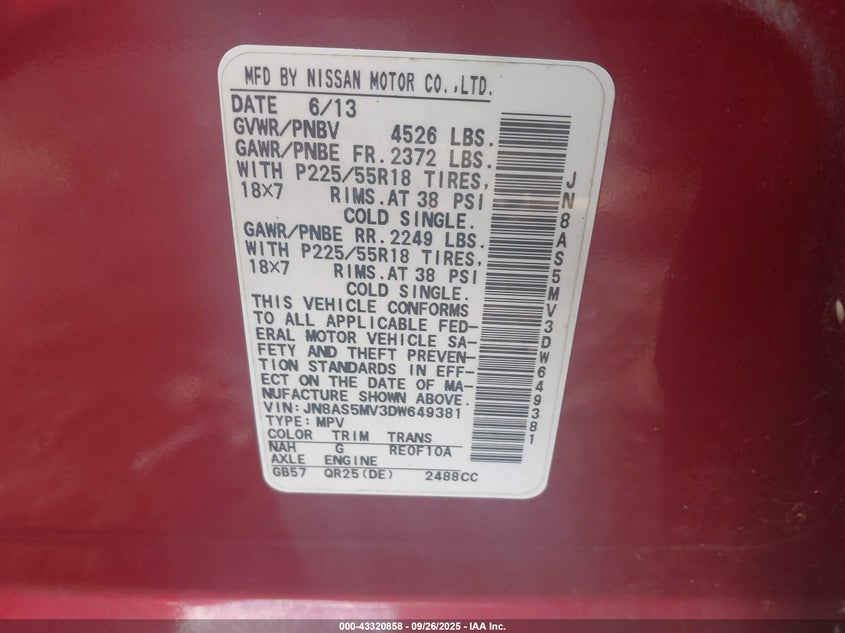 MFD BY NISSAN MOTOR CO.,LTD.
DATE 6/13
GVWR/PNBV 4526 LBS.
GAWR/PNBE FR. 2372 LBS.
WITH P225/55R18 TIRES,
18×7 RIMS. AT 38 PSI
COLD SINGLE.
GAWR/PNBE RR. 2249 LBS.
WITH P225/55R18 TIRES,
18×7 RIMS. AT 38 PSI
COLD SINGLE.
THIS VEHICLE CONFORMS
TO ALL APPLICABLE FED-
ERAL MOTOR VEHICLE SA-
FETY AND THEFT PREVEN-
TION STANDARDS IN EFF-
ECT ON THE DATE OF MA-
NUFACTURE SHOWN ABOVE.
VIN: JN8AS5MV3DW649381
TYPE: MPV
COLOR TRIM TRANS
NAH G RE0F10A
AXLE ENGINE
GB57 QR25(DE) 2488CC
JN8AS5MV3DW649381
000-43320858 - 09/26/2025 - IAA Inc.